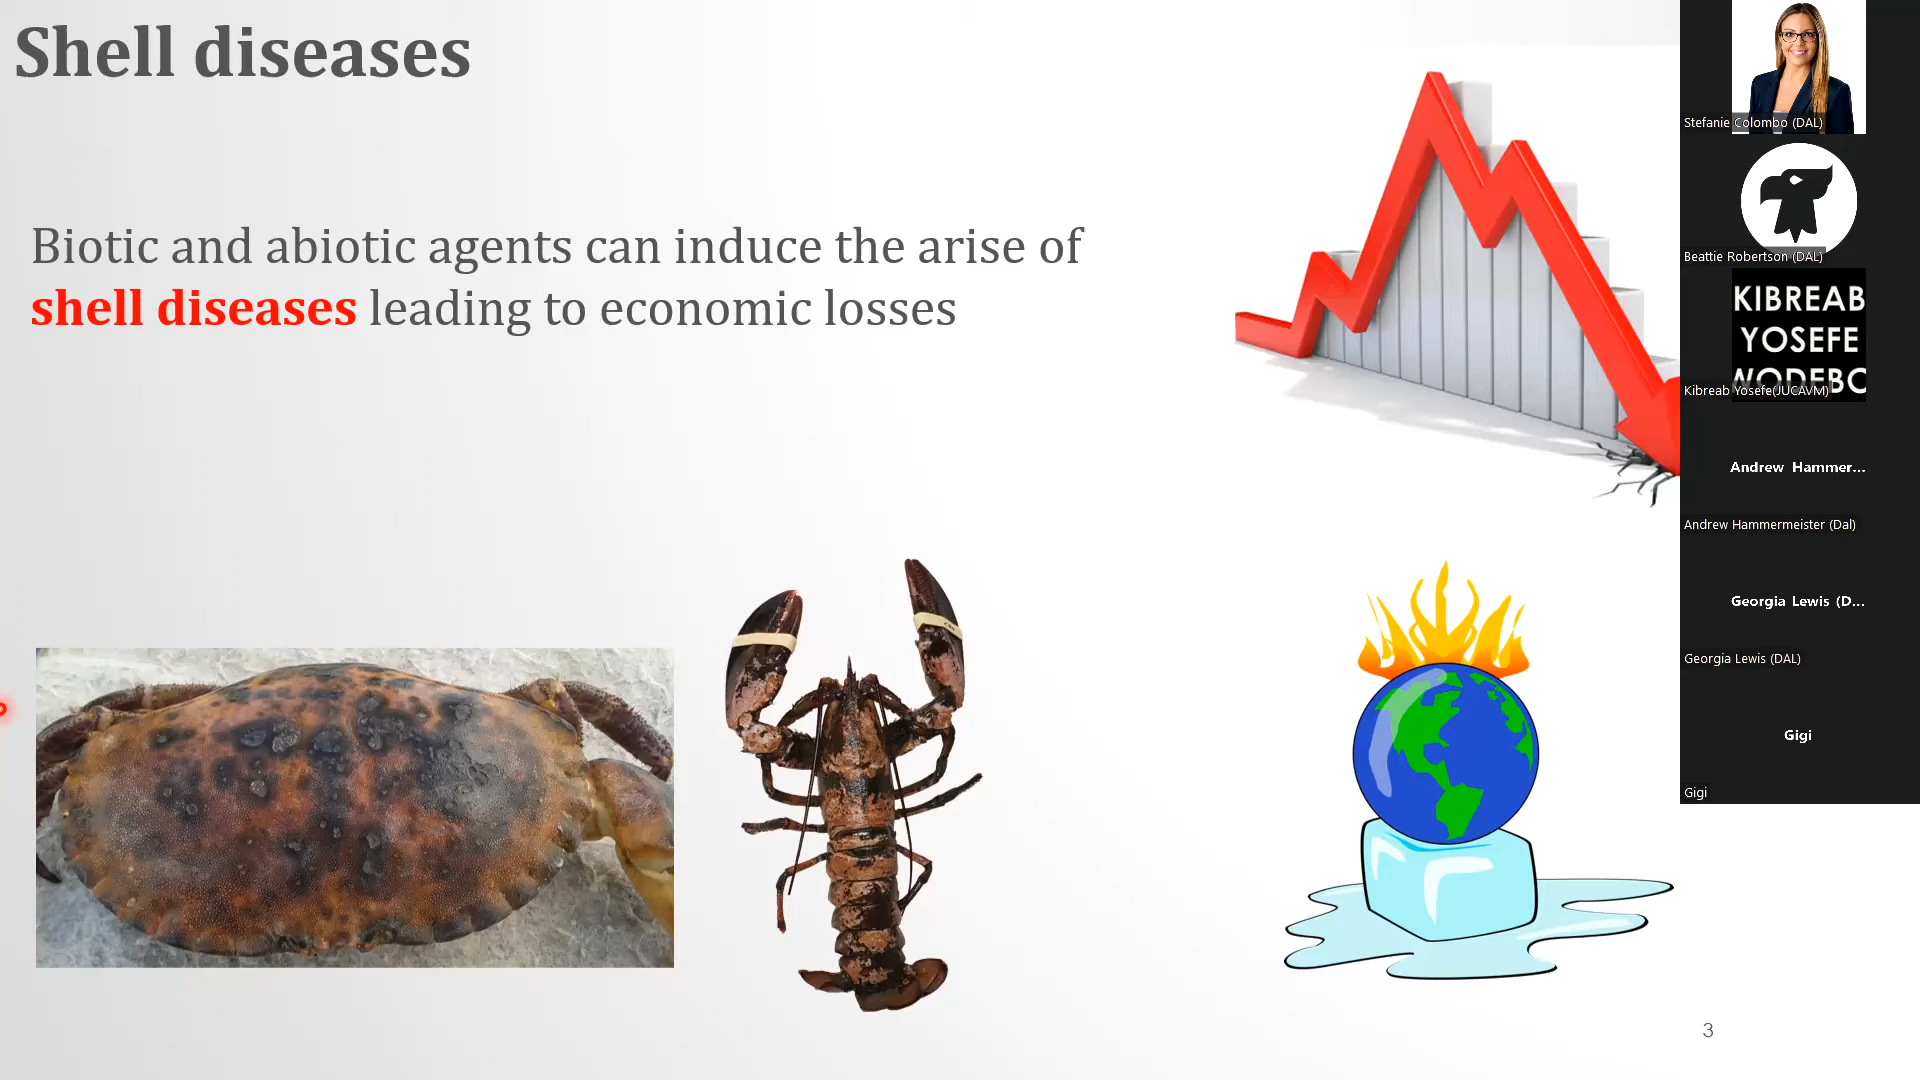 Shell diseases
Biotic and abiotic agents can induce the arise of
shell diseases leading to economic losses
3
Stefanie Colombo (DAL)
Beattie Robertson (DAL)
KIBREAB
YOSEFE
WODEBO
Kibreab Yosefe(JUCAVM)
Andrew Hammer...
Andrew Hammermeister (Dal)
Georgia Lewis (D...
Georgia Lewis (DAL)
Gigi
Gigi